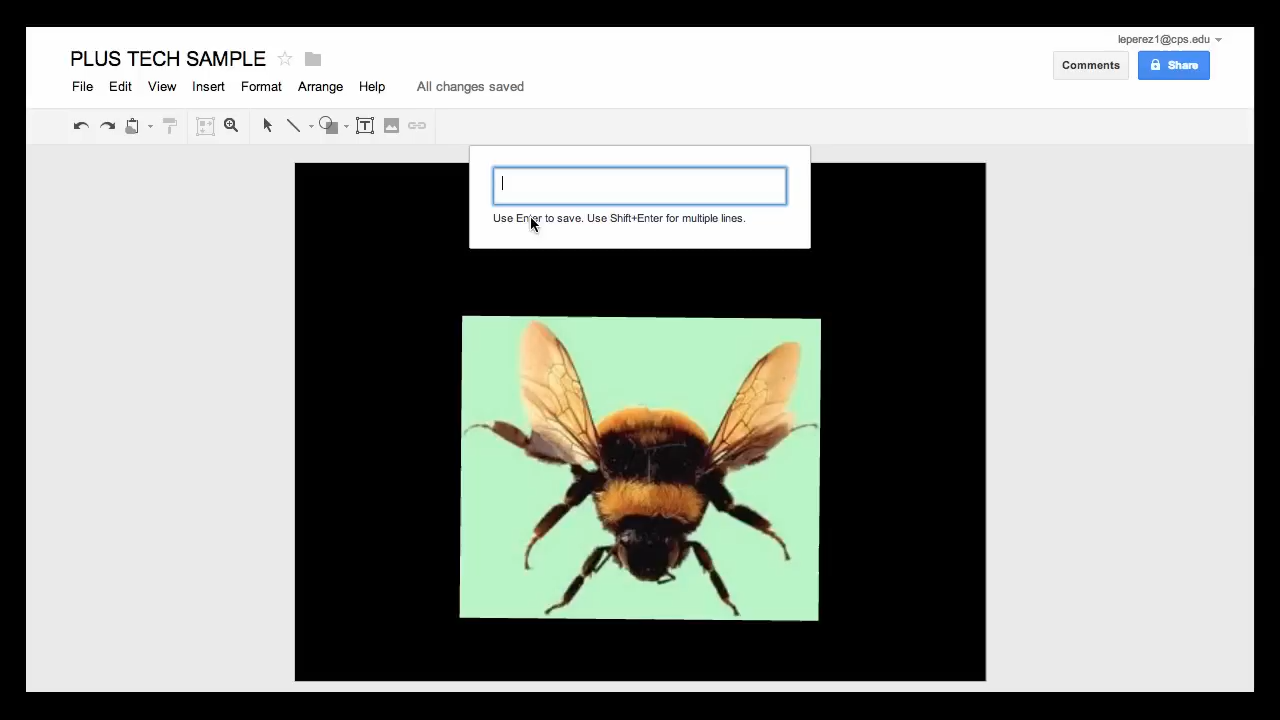 leperez1@cps.edu
PLUS TECH SAMPLE
Comments
Share
File Edit View Insert Format Arrange Help All changes saved
T
Use Enter to save. Use Shift+Enter for multiple lines.